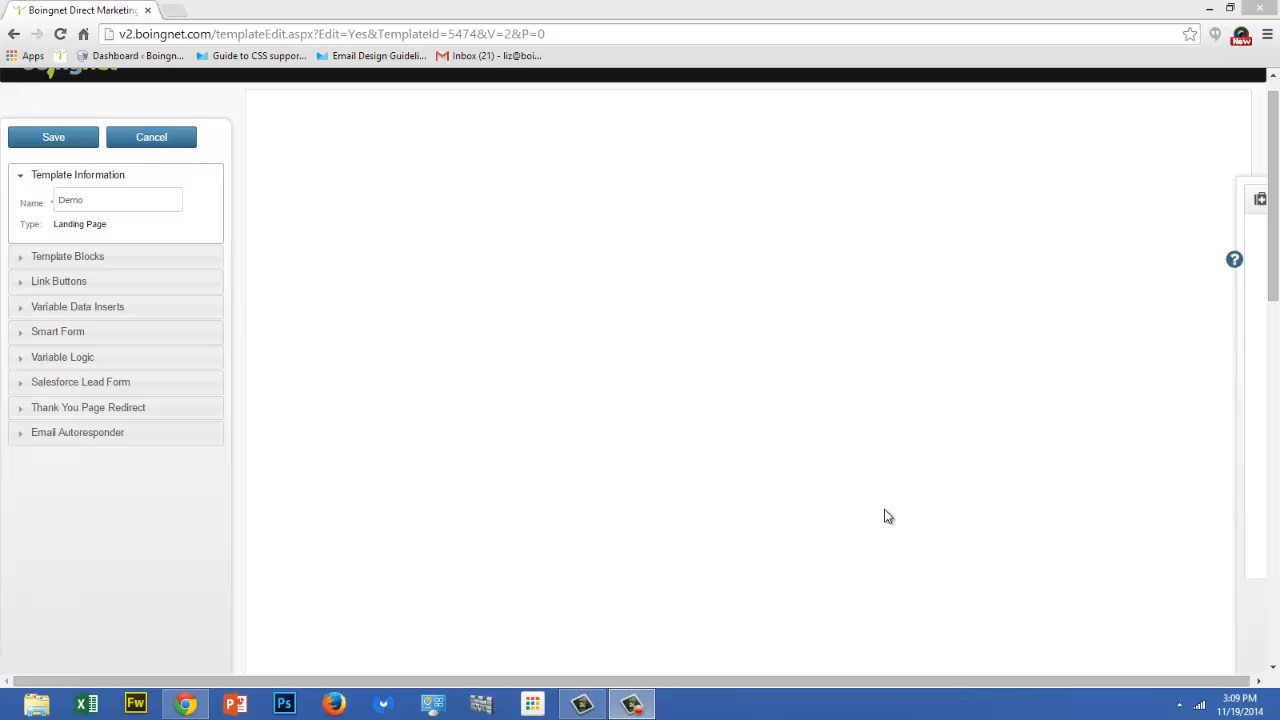 Boingnet Direct Marketing
v2.boingnet.com/templateEdit.aspx?Edit=Yes&TemplateId=5474&V=2&P=0
New
Apps
Dashboard ‹ Boingn...
Guide to CSS suppor...
Email Design Guideli...
Inbox (21) - liz@boi...
Save
Cancel
Template Information
Name: * Demo
Type: Landing Page
Template Blocks
Link Buttons
Variable Data Inserts
Smart Form
Variable Logic
Salesforce Lead Form
Thank You Page Redirect
Email Autoresponder
?
Fw
Ps
3:09 PM
11/19/2014